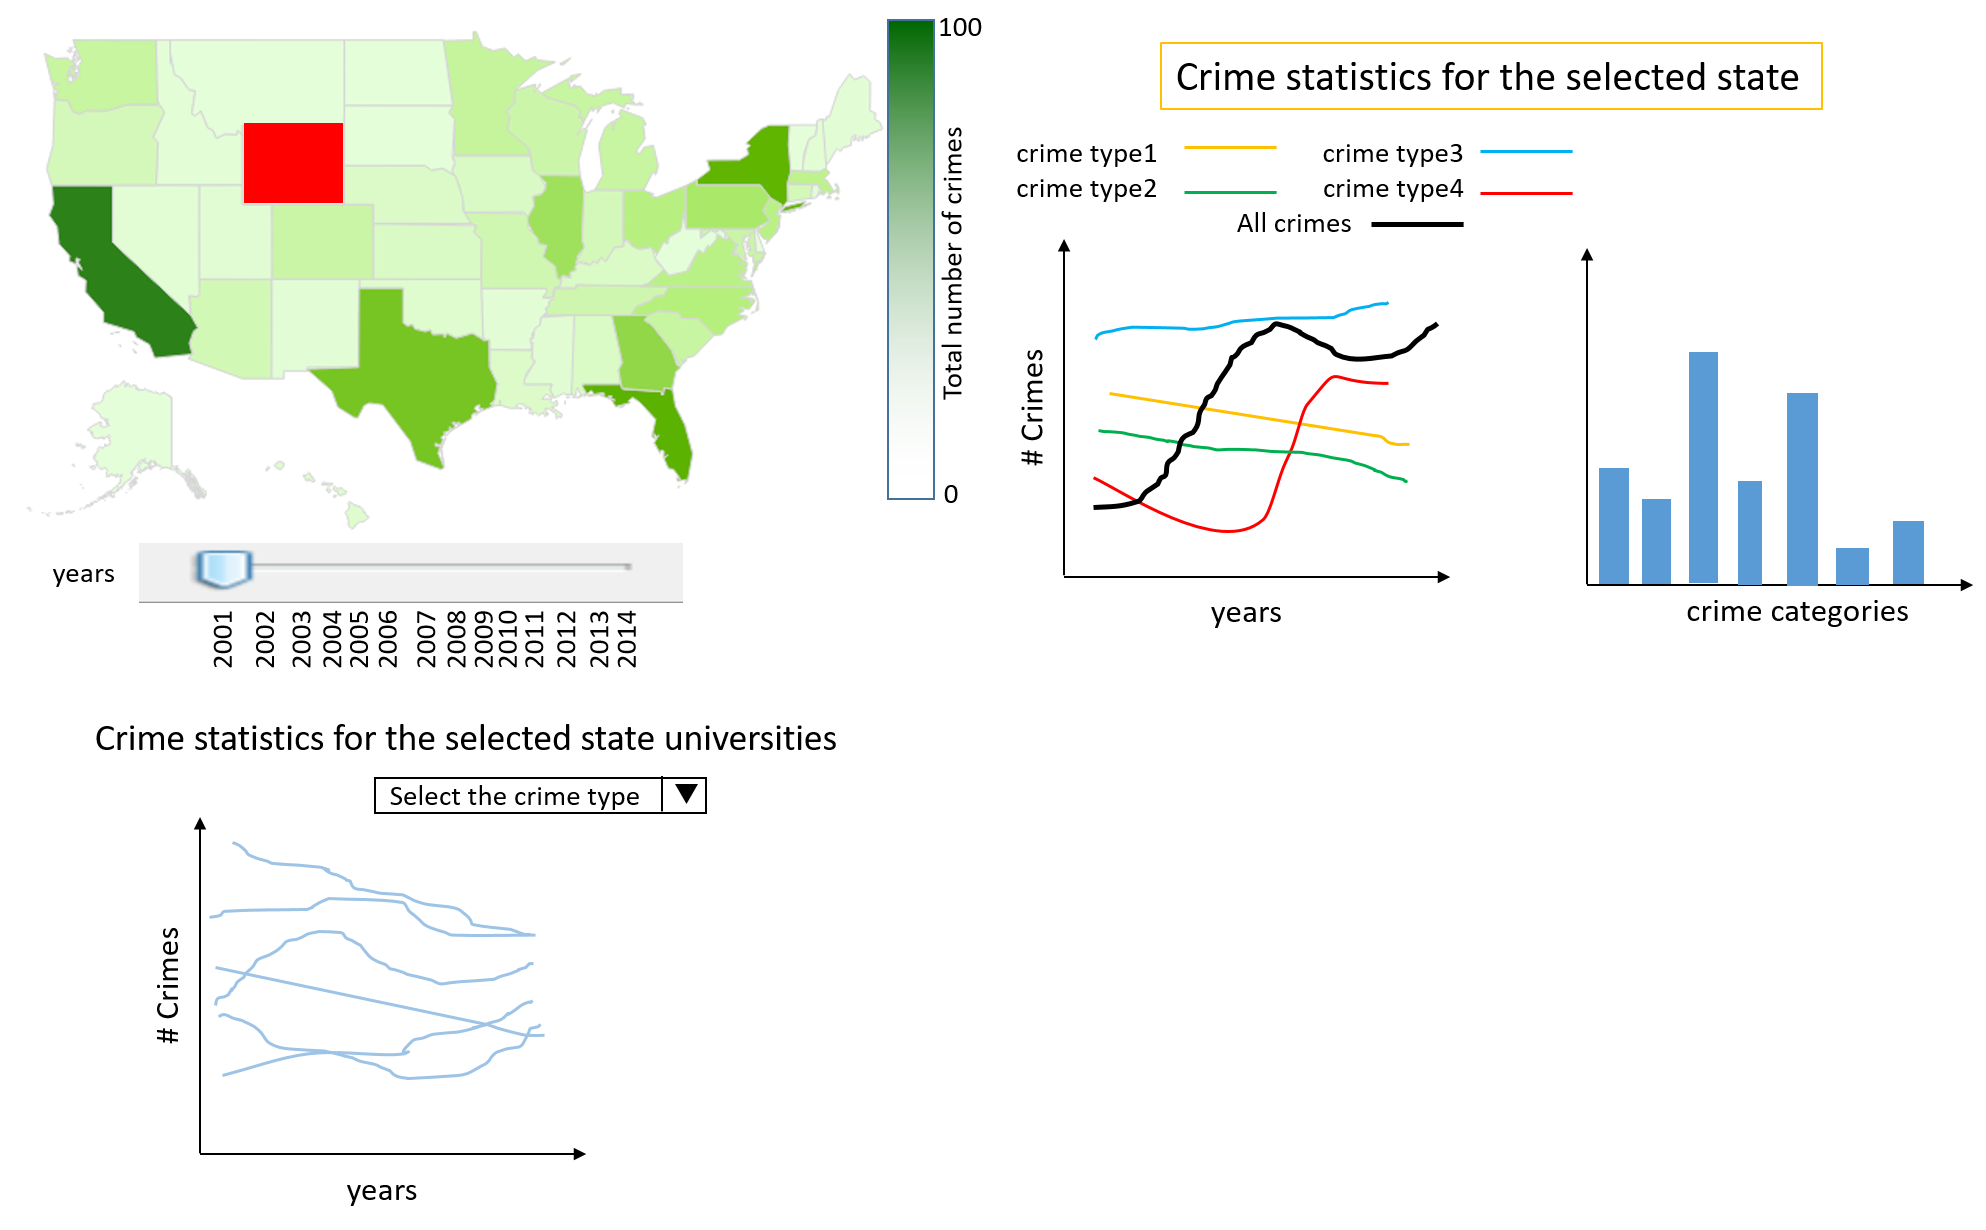 100
Total number of crimes
0
years
2001
2002
2003
2004
2005
2006
2007
2008
2009
2010
2011
2012
2013
2014
Crime statistics for the selected state
crime type1
crime type3
crime type2
crime type4
All crimes
# Crimes
years
crime categories
Crime statistics for the selected state universities
Select the crime type
# Crimes
years